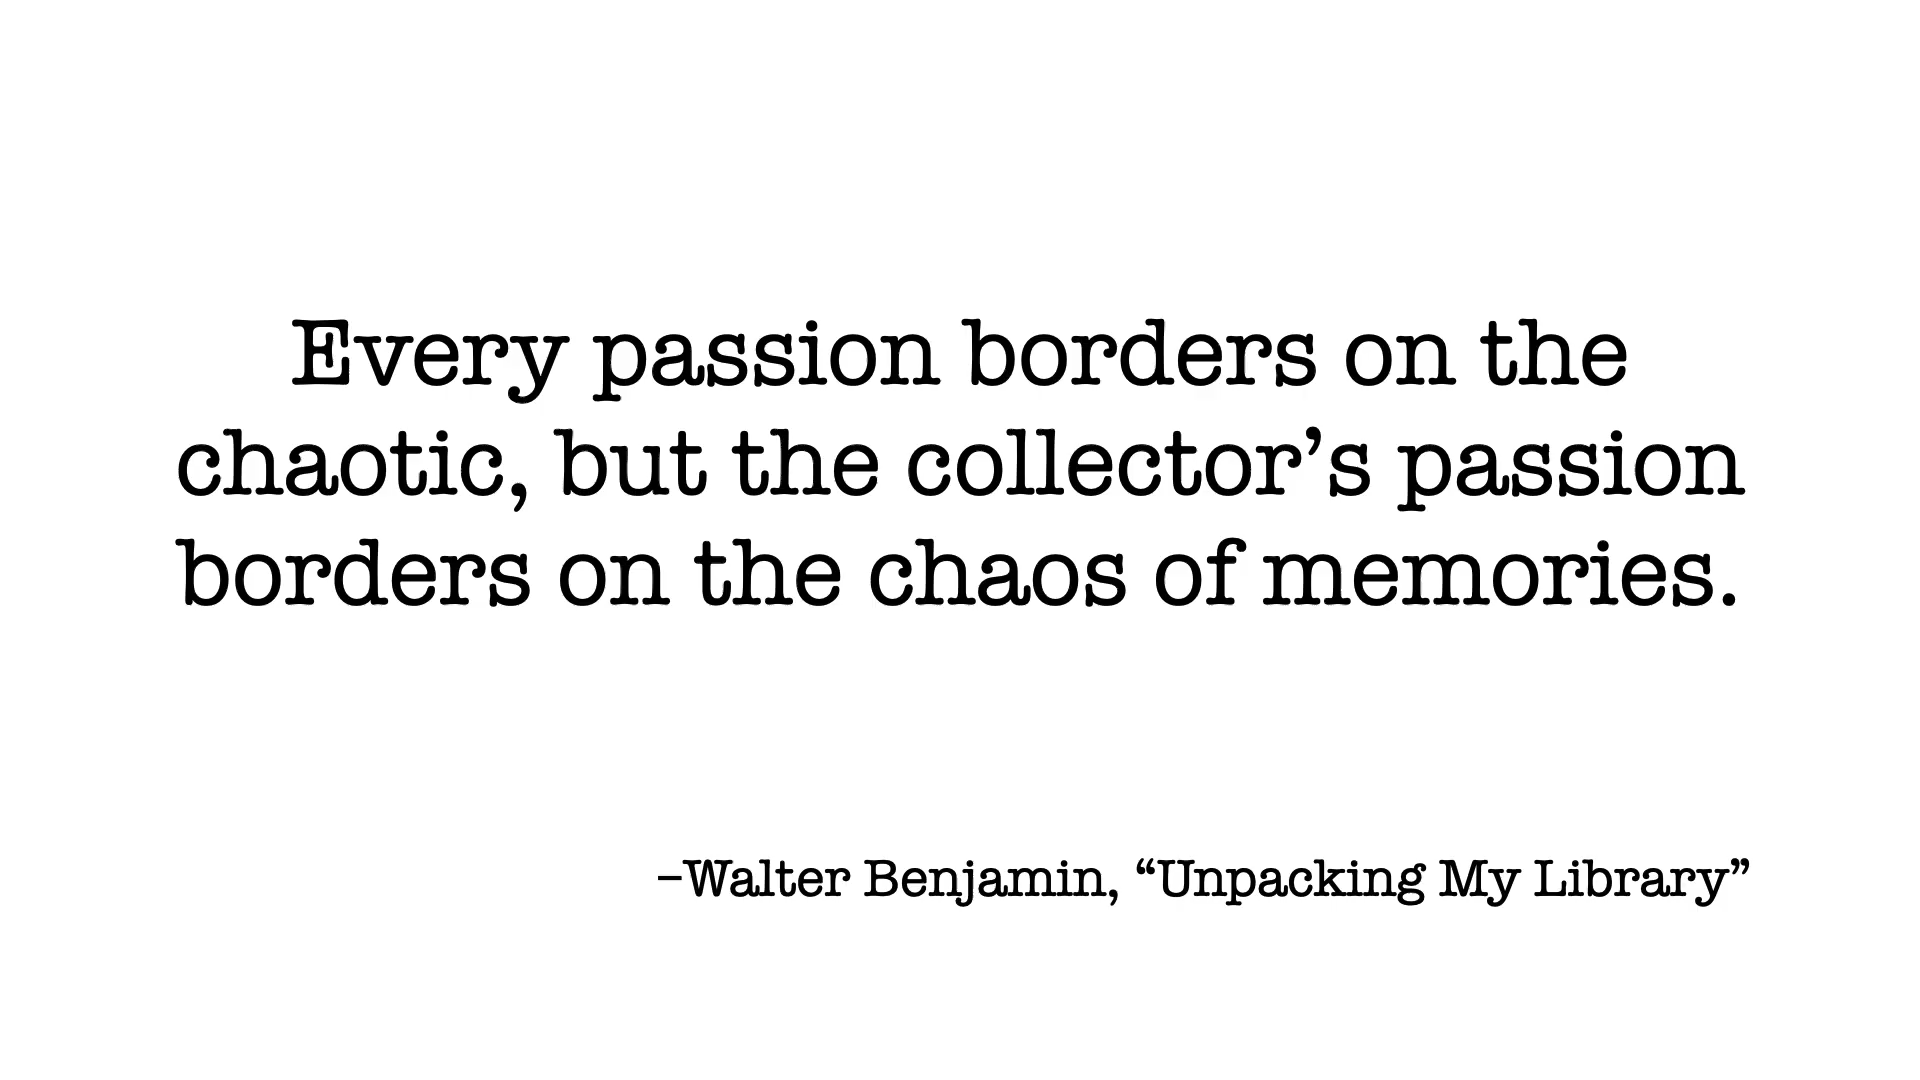 Every passion borders on the
chaotic, but the collector’s passion
borders on the chaos of memories.
–Walter Benjamin, “Unpacking My Library”